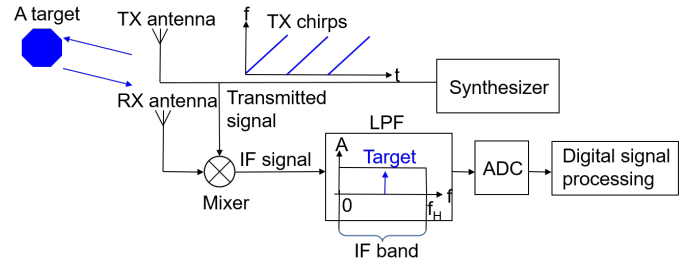 A target
TX antenna
f
TX chirps
t
Synthesizer
RX antenna
Transmitted
signal
LPF
A
Target
IF signal
ADC
Digital signal
processing
f
0
fH
Mixer
IF band